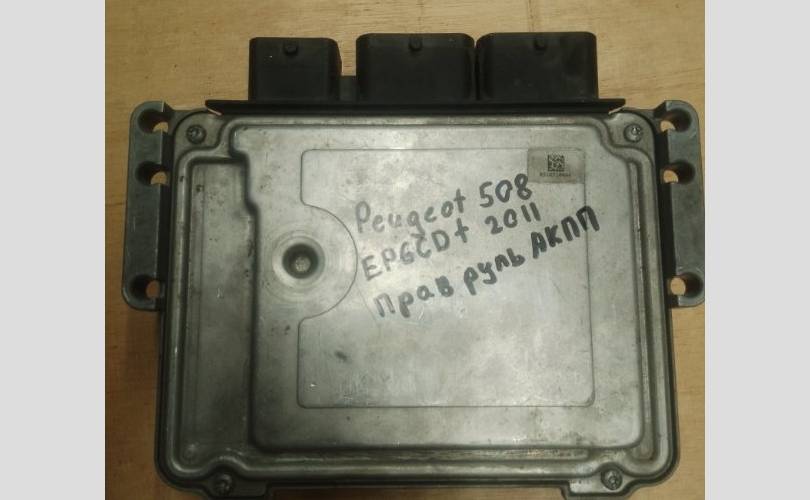 Peugeot 508
EP6CDt 2011
прав руль АКПП